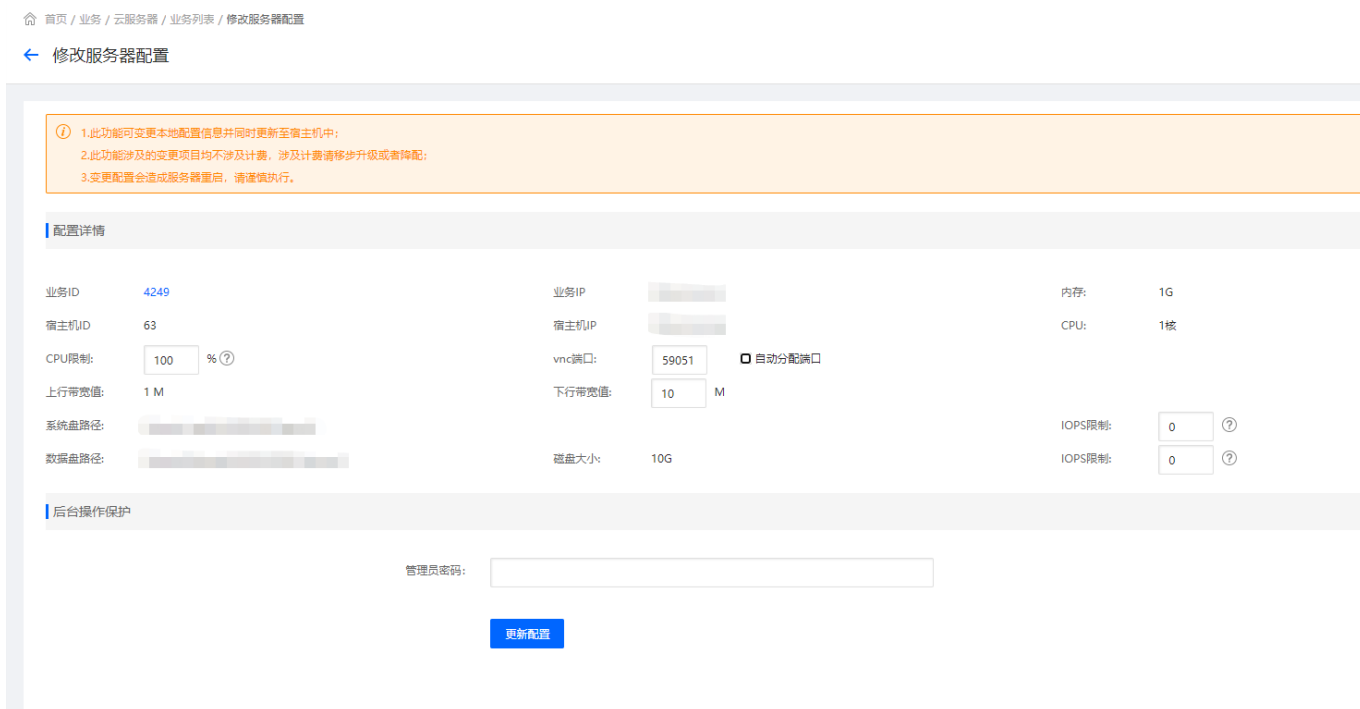 首页 / 业务 / 云服务器 / 业务列表 / 修改服务器配置
修改服务器配置
1.此功能可变更本地配置信息并同时更新至宿主机中；
2.此功能涉及的变更项目均不涉及计费，涉及计费请移步升级或者降配；
3.变更配置会造成服务器重启，请谨慎执行。
配置详情
业务ID 4249 业务IP 内存: 1G
宿主机ID 63 宿主机IP CPU: 1核
CPU限制: 100 % ? vnc端口: 59051 自动分配端口
上行带宽值: 1 M 下行带宽值: 10 M
系统盘路径: IOPS限制: 0 ?
数据盘路径: 磁盘大小: 10G IOPS限制: 0 ?
后台操作保护
管理员密码:
更新配置